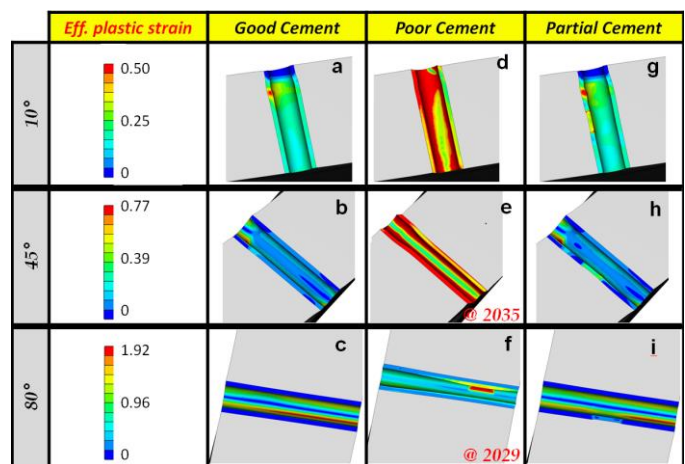 Eff. plastic strain Good Cement Poor Cement Partial Cement
10° 0.50 0.25 0 a d g
45° 0.77 0.39 0 b e h
@ 2035
80° 1.92 0.96 0 c f i
@ 2029